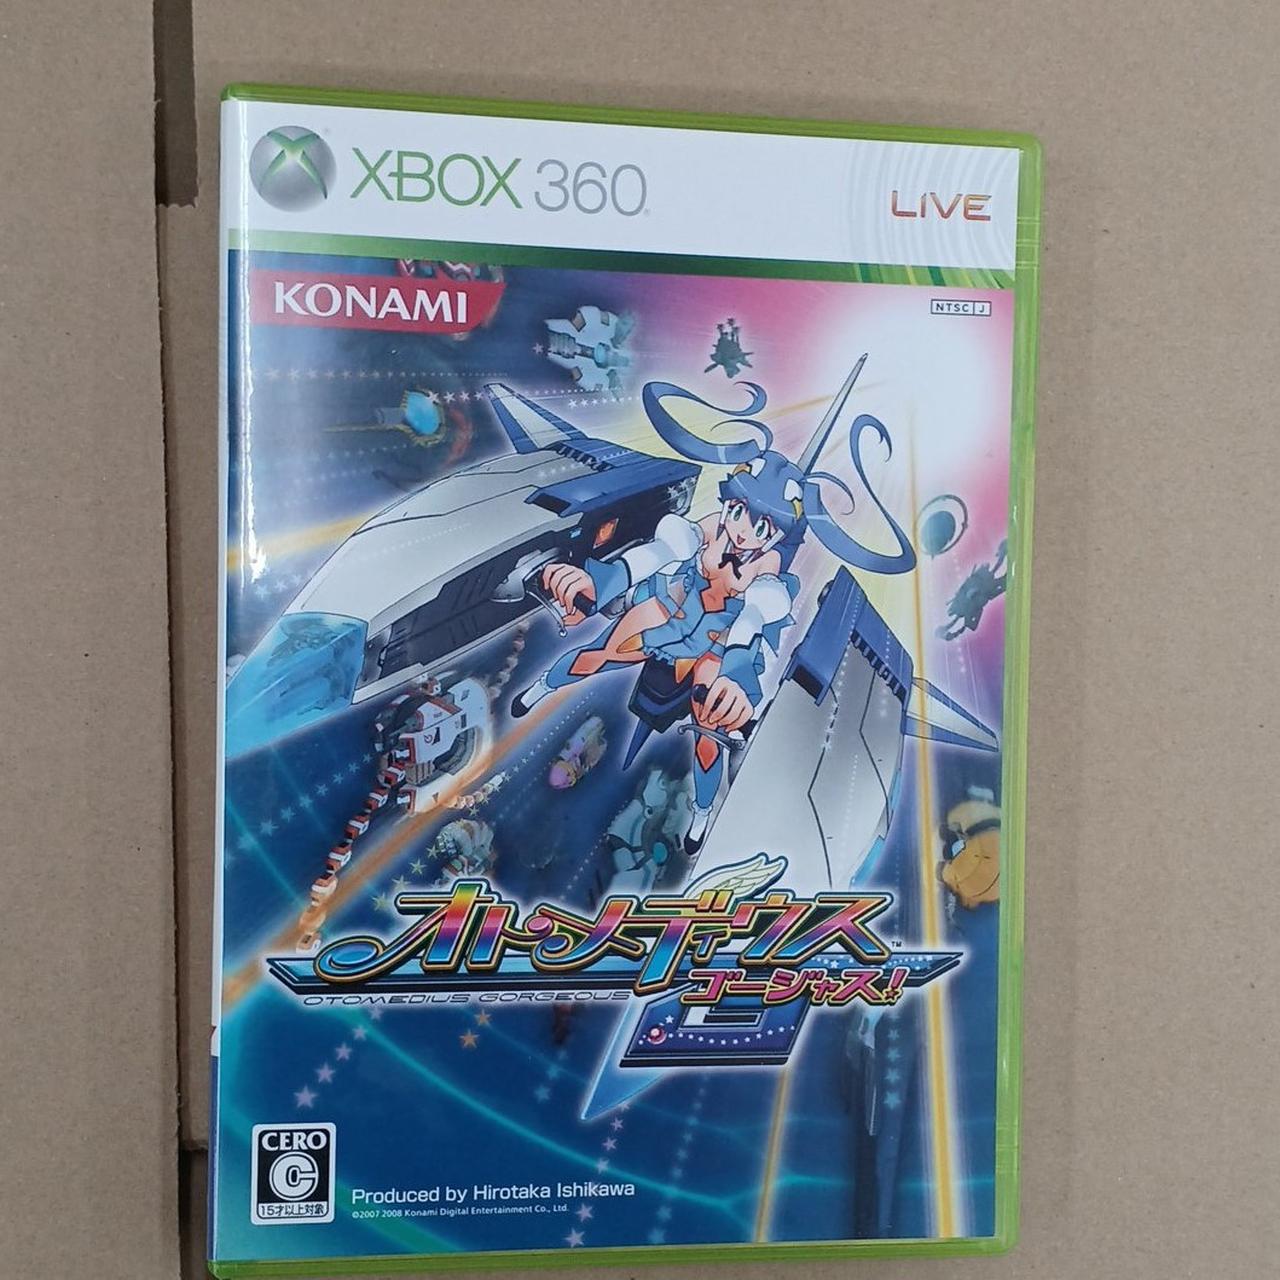 XBOX 360
LIVE
KONAMI
NTSC J
オトメディウス
TM
ゴージャス!
OTOMEDIUS GORGEOUS
CERO
C
15才以上対象
Produced by Hirotaka Ishikawa
©2007 2008 Konami Digital Entertainment Co., Ltd.